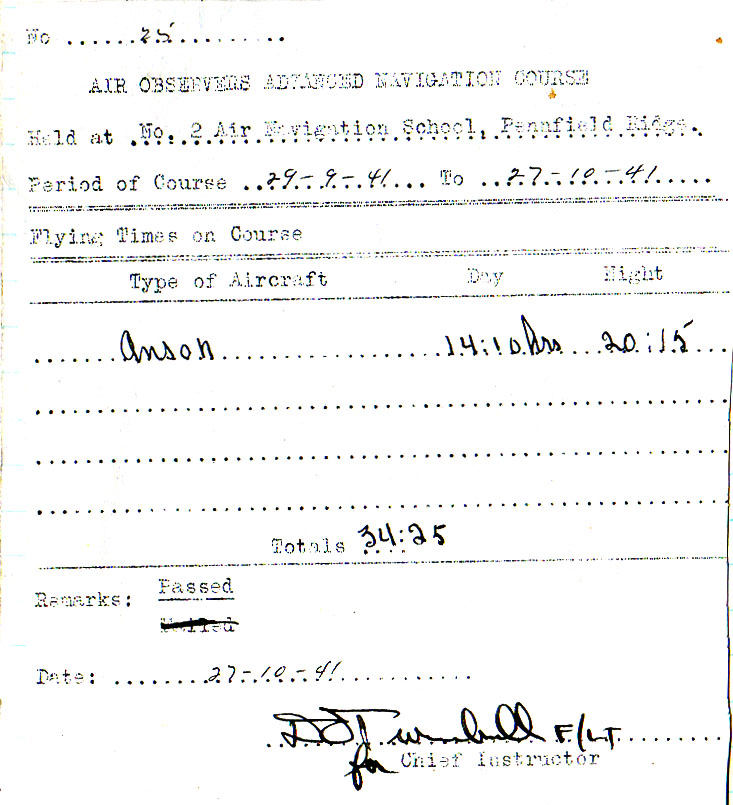 No ......25..........
AIR OBSERVERS ADVANCED NAVIGATION COURSE
Held at .No. 2 Air Navigation School, Pennfield Ridge.
Period of Course ..29.-.9.-.41... To ..27.-.10.-.41.....
Flying Times on Course
Type of Aircraft Day Night
.......Anson................14:10 hrs...20:15...
Totals 34:25
Remarks: Passed
Failed
Date: ........27-10-41............
D J Turnbull F/LT
for Chief Instructor